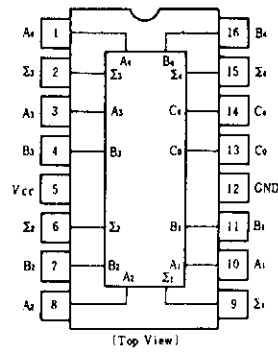 A₄ 1 A₄ B₄ 16 B₄
Σ₃ 2 Σ₃ Σ₄ 15 Σ₄
A₃ 3 A₃ C₄ 14 C₄
B₃ 4 B₃ C₀ 13 C₀
Vcc 5 12 GND
Σ₂ 6 Σ₂ B₁ 11 B₁
B₂ 7 B₂ A₁ 10 A₁
A₂ 8 A₂ Σ₁ 9 Σ₁
(Top View)